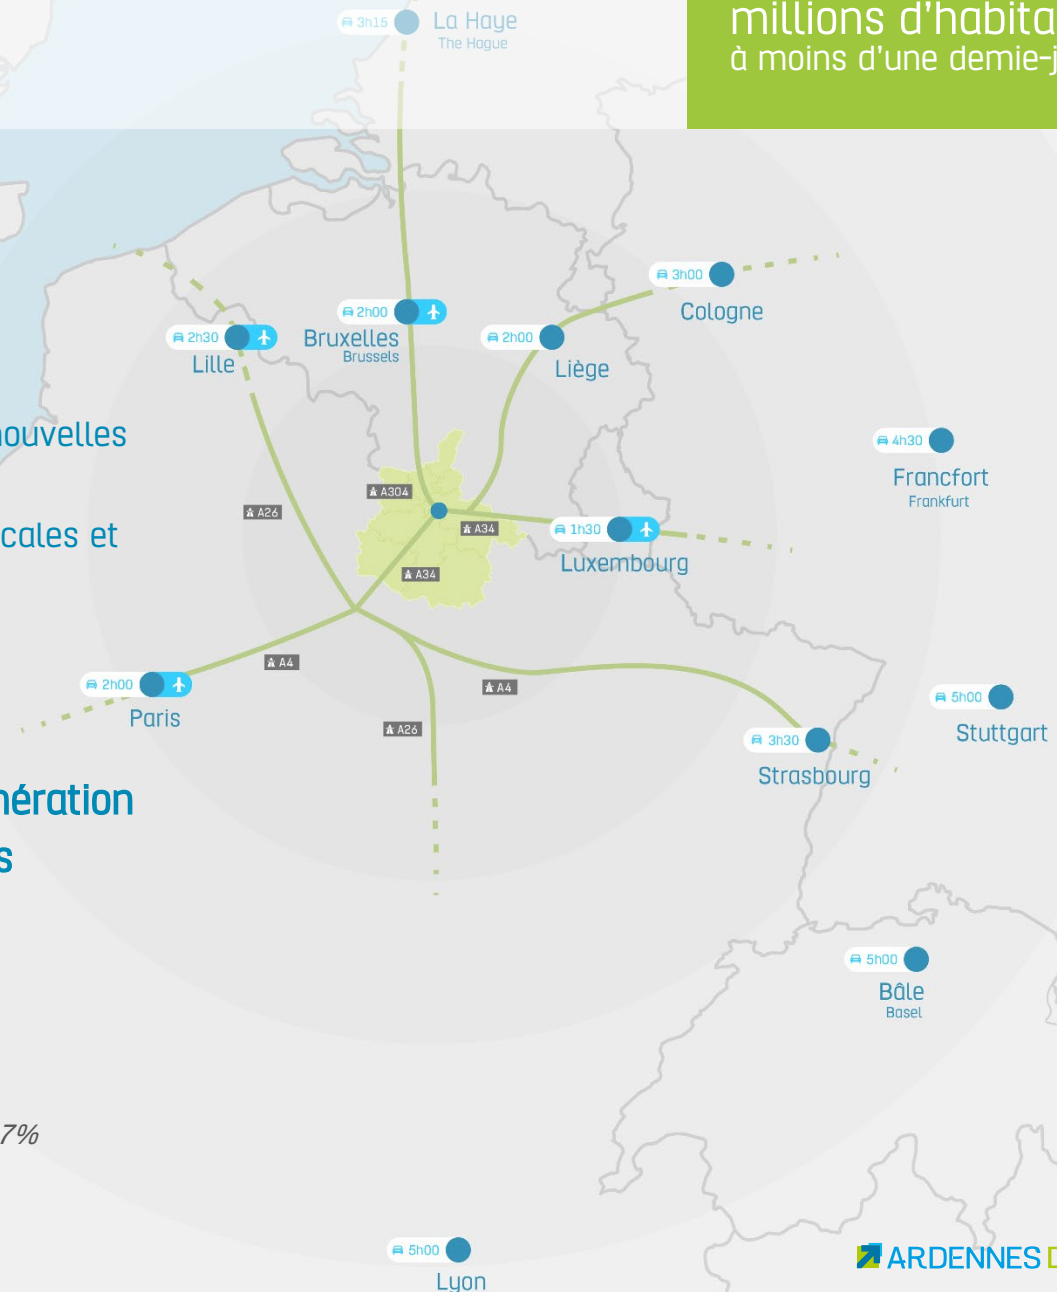 3h15
La Haye
The Hague
millions d'habita
à moins d'une demie-j
3h00
Cologne
2h00
Bruxelles
Brussels
2h30
Lille
2h00
Liège
nouvelles
4h30
Francfort
Frankfurt
A304
A26
A34
1h30
Luxembourg
cales et
A34
A4
A4
2h00
Paris
A26
5h00
Stuttgart
3h30
Strasbourg
nération
s
5h00
Bâle
Basel
7%
5h00
Lyon
ARDENNES D